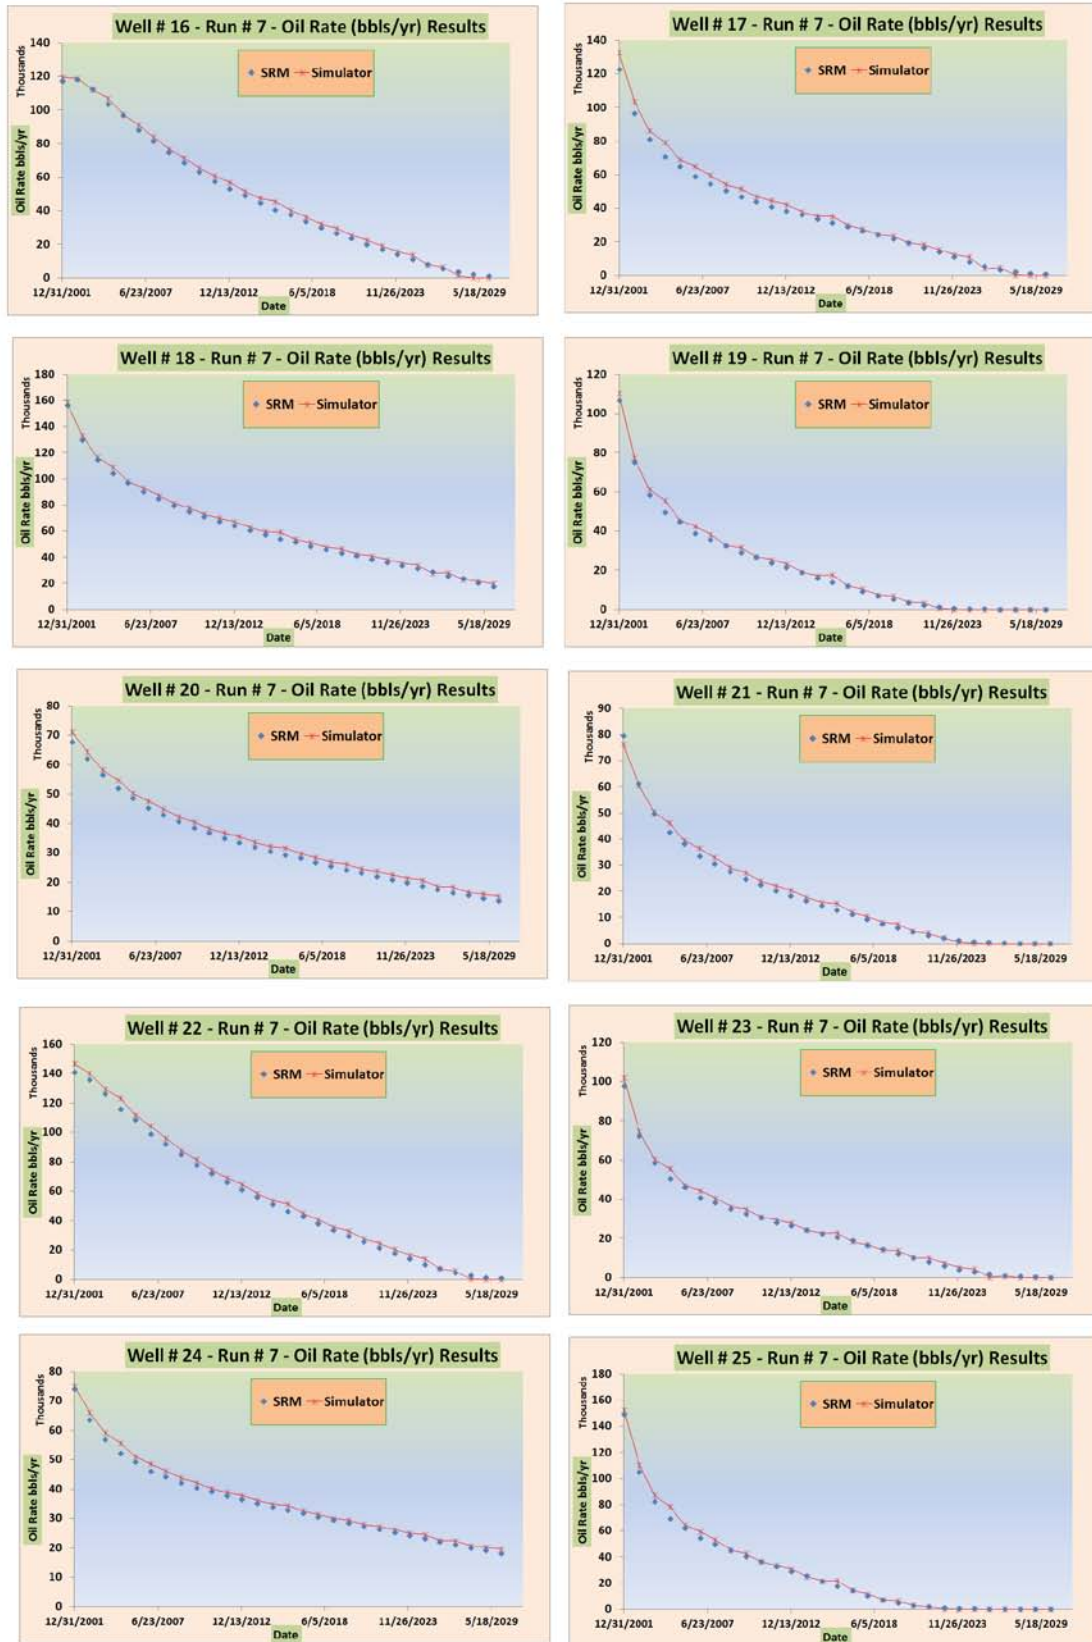 Well # 16 - Run # 7 - Oil Rate (bbls/yr) Results
Thousands
Oil Rate bbls/yr
SRM Simulator
140
120
100
80
60
40
20
0
12/31/2001 6/23/2007 12/13/2012 6/5/2018 11/26/2023 5/18/2029
Date
Well # 17 - Run # 7 - Oil Rate (bbls/yr) Results
Thousands
Oil Rate bbls/yr
SRM Simulator
140
120
100
80
60
40
20
0
12/31/2001 6/23/2007 12/13/2012 6/5/2018 11/26/2023 5/18/2029
Date
Well # 18 - Run # 7 - Oil Rate (bbls/yr) Results
Thousands
Oil Rate bbls/yr
SRM Simulator
180
160
140
120
100
80
60
40
20
0
12/31/2001 6/23/2007 12/13/2012 6/5/2018 11/26/2023 5/18/2029
Date
Well # 19 - Run # 7 - Oil Rate (bbls/yr) Results
Thousands
Oil Rate bbls/yr
SRM Simulator
120
100
80
60
40
20
0
12/31/2001 6/23/2007 12/13/2012 6/5/2018 11/26/2023 5/18/2029
Date
Well # 20 - Run # 7 - Oil Rate (bbls/yr) Results
Thousands
Oil Rate bbls/yr
SRM Simulator
80
70
60
50
40
30
20
10
0
12/31/2001 6/23/2007 12/13/2012 6/5/2018 11/26/2023 5/18/2029
Date
Well # 21 - Run # 7 - Oil Rate (bbls/yr) Results
Thousands
Oil Rate bbls/yr
SRM Simulator
90
80
70
60
50
40
30
20
10
0
12/31/2001 6/23/2007 12/13/2012 6/5/2018 11/26/2023 5/18/2029
Date
Well # 22 - Run # 7 - Oil Rate (bbls/yr) Results
Thousands
Oil Rate bbls/yr
SRM Simulator
160
140
120
100
80
60
40
20
0
12/31/2001 6/23/2007 12/13/2012 6/5/2018 11/26/2023 5/18/2029
Date
Well # 23 - Run # 7 - Oil Rate (bbls/yr) Results
Thousands
Oil Rate bbls/yr
SRM Simulator
120
100
80
60
40
20
0
12/31/2001 6/23/2007 12/13/2012 6/5/2018 11/26/2023 5/18/2029
Date
Well # 24 - Run # 7 - Oil Rate (bbls/yr) Results
Thousands
Oil Rate bbls/yr
SRM Simulator
80
70
60
50
40
30
20
10
0
12/31/2001 6/23/2007 12/13/2012 6/5/2018 11/26/2023 5/18/2029
Date
Well # 25 - Run # 7 - Oil Rate (bbls/yr) Results
Thousands
Oil Rate bbls/yr
SRM Simulator
180
160
140
120
100
80
60
40
20
0
12/31/2001 6/23/2007 12/13/2012 6/5/2018 11/26/2023 5/18/2029
Date